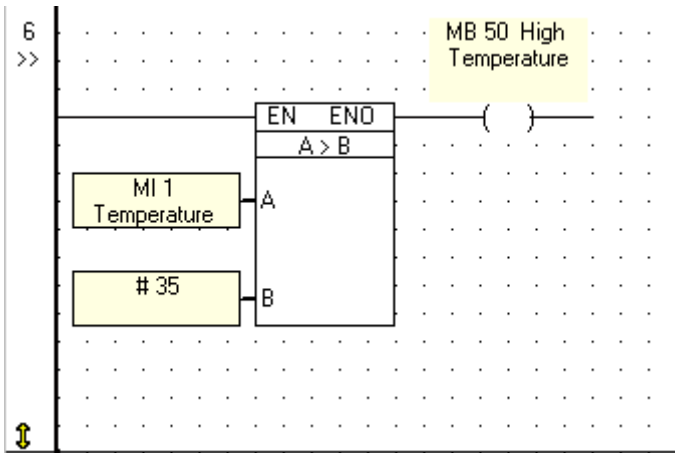 6
>>
MB 50 High
Temperature
EN ENO
A > B
MI 1
Temperature
A
# 35
B